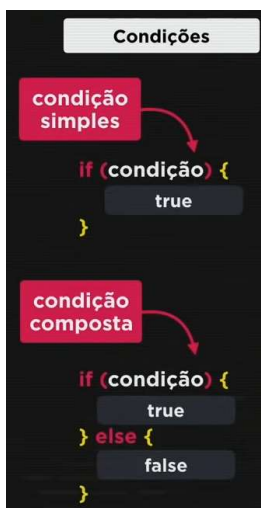 Condições
condição
simples
if (condição) {
true
}
condição
composta
if (condição) {
true
} else {
false
}